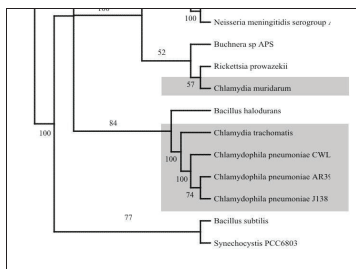 100
100
Neisseria meningitidis serogroup
Buchnera sp APS
52
Rickettsia prowazekii
57
Chlamydia muridarum
Bacillus halodurans
84
100
Chlamydia trachomatis
Chlamydophila pneumoniae CWL
100
100
Chlamydophila pneumoniae AR39
74
Chlamydophila pneumoniae J138
77
Bacillus subtilis
Synechocystis PCC6803